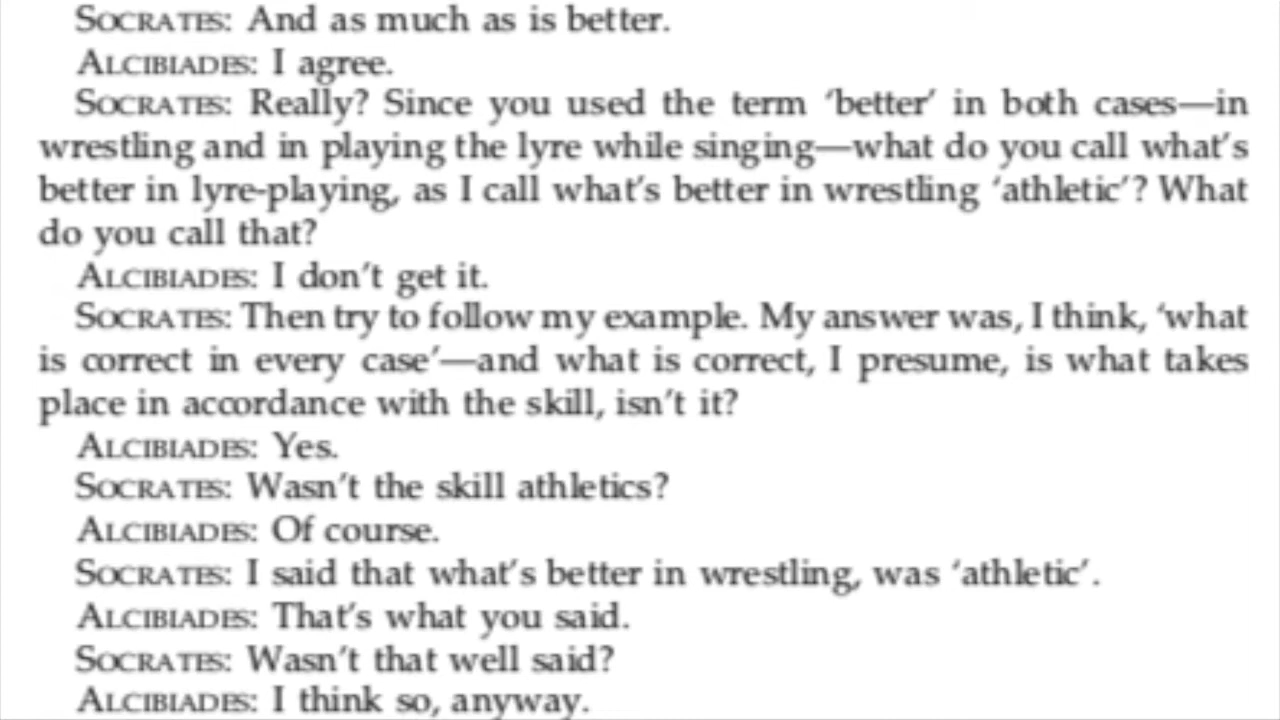 SOCRATES: And as much as is better.
ALCIBIADES: I agree.
SOCRATES: Really? Since you used the term ‘better’ in both cases—in
wrestling and in playing the lyre while singing—what do you call what’s
better in lyre-playing, as I call what’s better in wrestling ‘athletic’? What
do you call that?
ALCIBIADES: I don’t get it.
SOCRATES: Then try to follow my example. My answer was, I think, ‘what
is correct in every case’—and what is correct, I presume, is what takes
place in accordance with the skill, isn’t it?
ALCIBIADES: Yes.
SOCRATES: Wasn’t the skill athletics?
ALCIBIADES: Of course.
SOCRATES: I said that what’s better in wrestling, was ‘athletic’.
ALCIBIADES: That’s what you said.
SOCRATES: Wasn’t that well said?
ALCIBIADES: I think so, anyway.